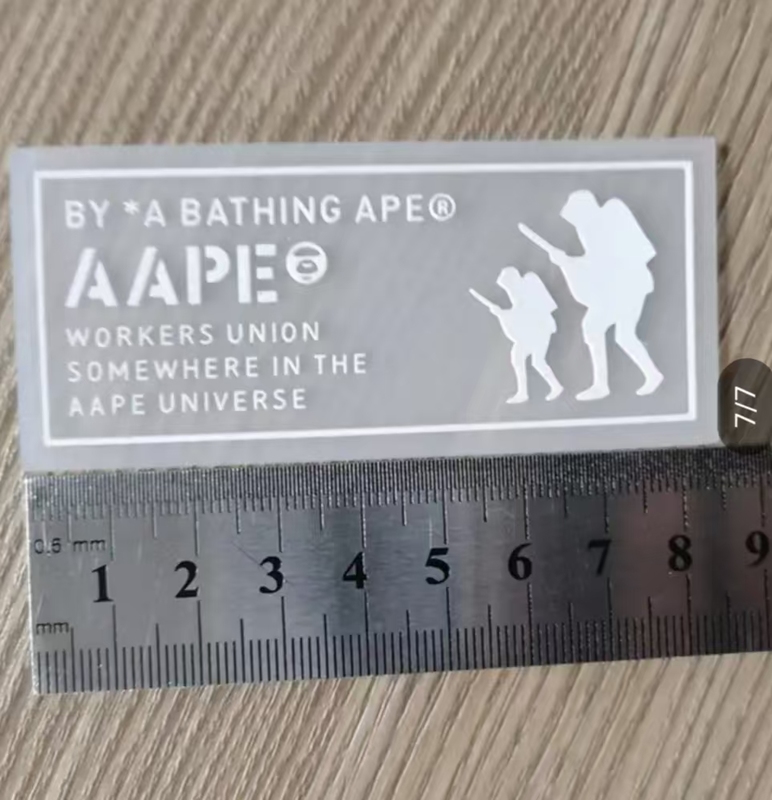 BY *A BATHING APE®
AAPE
WORKERS UNION
SOMEWHERE IN THE
AAPE UNIVERSE
7/7
0.5 mm
1 2 3 4 5 6 7 8 9
mm